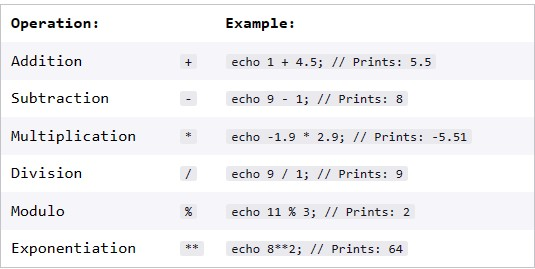 Operation: Example:
Addition + echo 1 + 4.5; // Prints: 5.5
Subtraction - echo 9 - 1; // Prints: 8
Multiplication * echo -1.9 * 2.9; // Prints: -5.51
Division / echo 9 / 1; // Prints: 9
Modulo % echo 11 % 3; // Prints: 2
Exponentiation ** echo 8**2; // Prints: 64